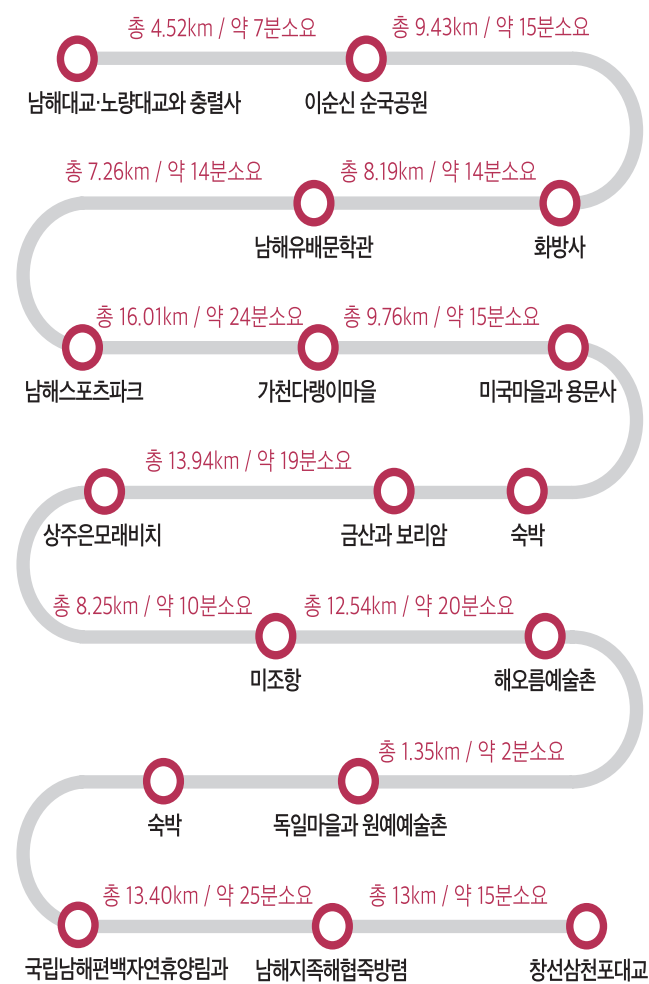 총 4.52km / 약 7분소요
총 9.43km / 약 15분소요
남해대교·노량대교와 충렬사
이순신 순국공원
총 7.26km / 약 14분소요
총 8.19km / 약 14분소요
남해유배문학관
화방사
총 16.01km / 약 24분소요
총 9.76km / 약 15분소요
남해스포츠파크
가천다랭이마을
미국마을과 용문사
총 13.94km / 약 19분소요
상주은모래비치
금산과 보리암
숙박
총 8.25km / 약 10분소요
총 12.54km / 약 20분소요
미조항
해오름예술촌
총 1.35km / 약 2분소요
숙박
독일마을과 원예예술촌
총 13.40km / 약 25분소요
총 13km / 약 15분소요
국립남해편백자연휴양림과
남해지족해협죽방렴
창선삼천포대교